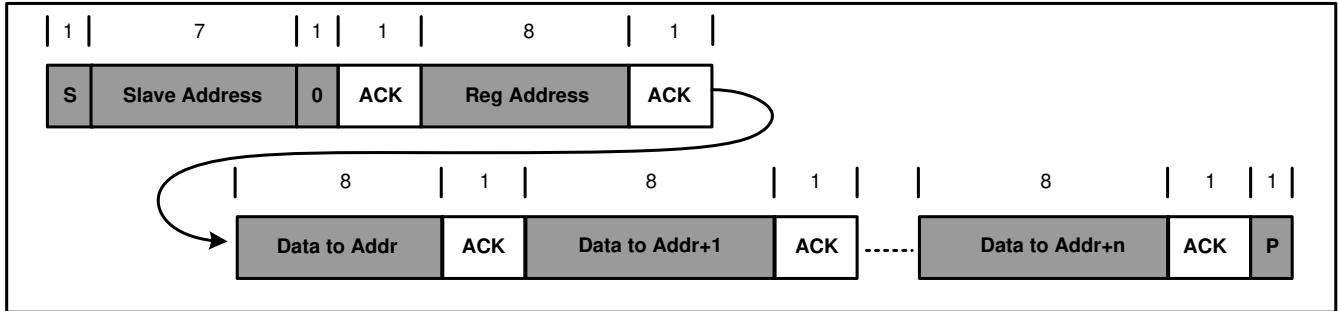 1 7 1 1 8 1
S Slave Address 0 ACK Reg Address ACK
8 1 8 1 8 1 1
Data to Addr ACK Data to Addr+1 ACK Data to Addr+n ACK P